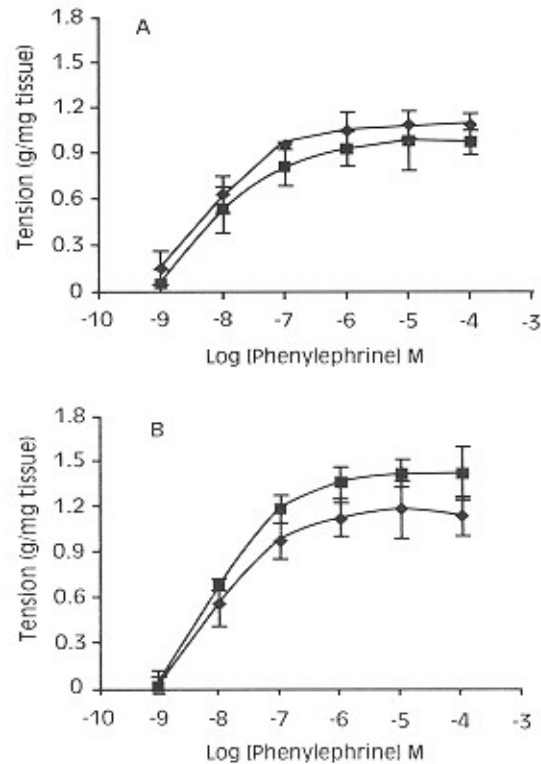 A
Tension (g/mg tissue)
1.8
1.5
1.2
0.9
0.6
0.3
0
-10 -9 -8 -7 -6 -5 -4 -3
Log [Phenylephrine] M
B
Tension (g/mg tissue)
1.8
1.5
1.2
0.9
0.6
0.3
0
-10 -9 -8 -7 -6 -5 -4 -3
Log [Phenylephrine] M